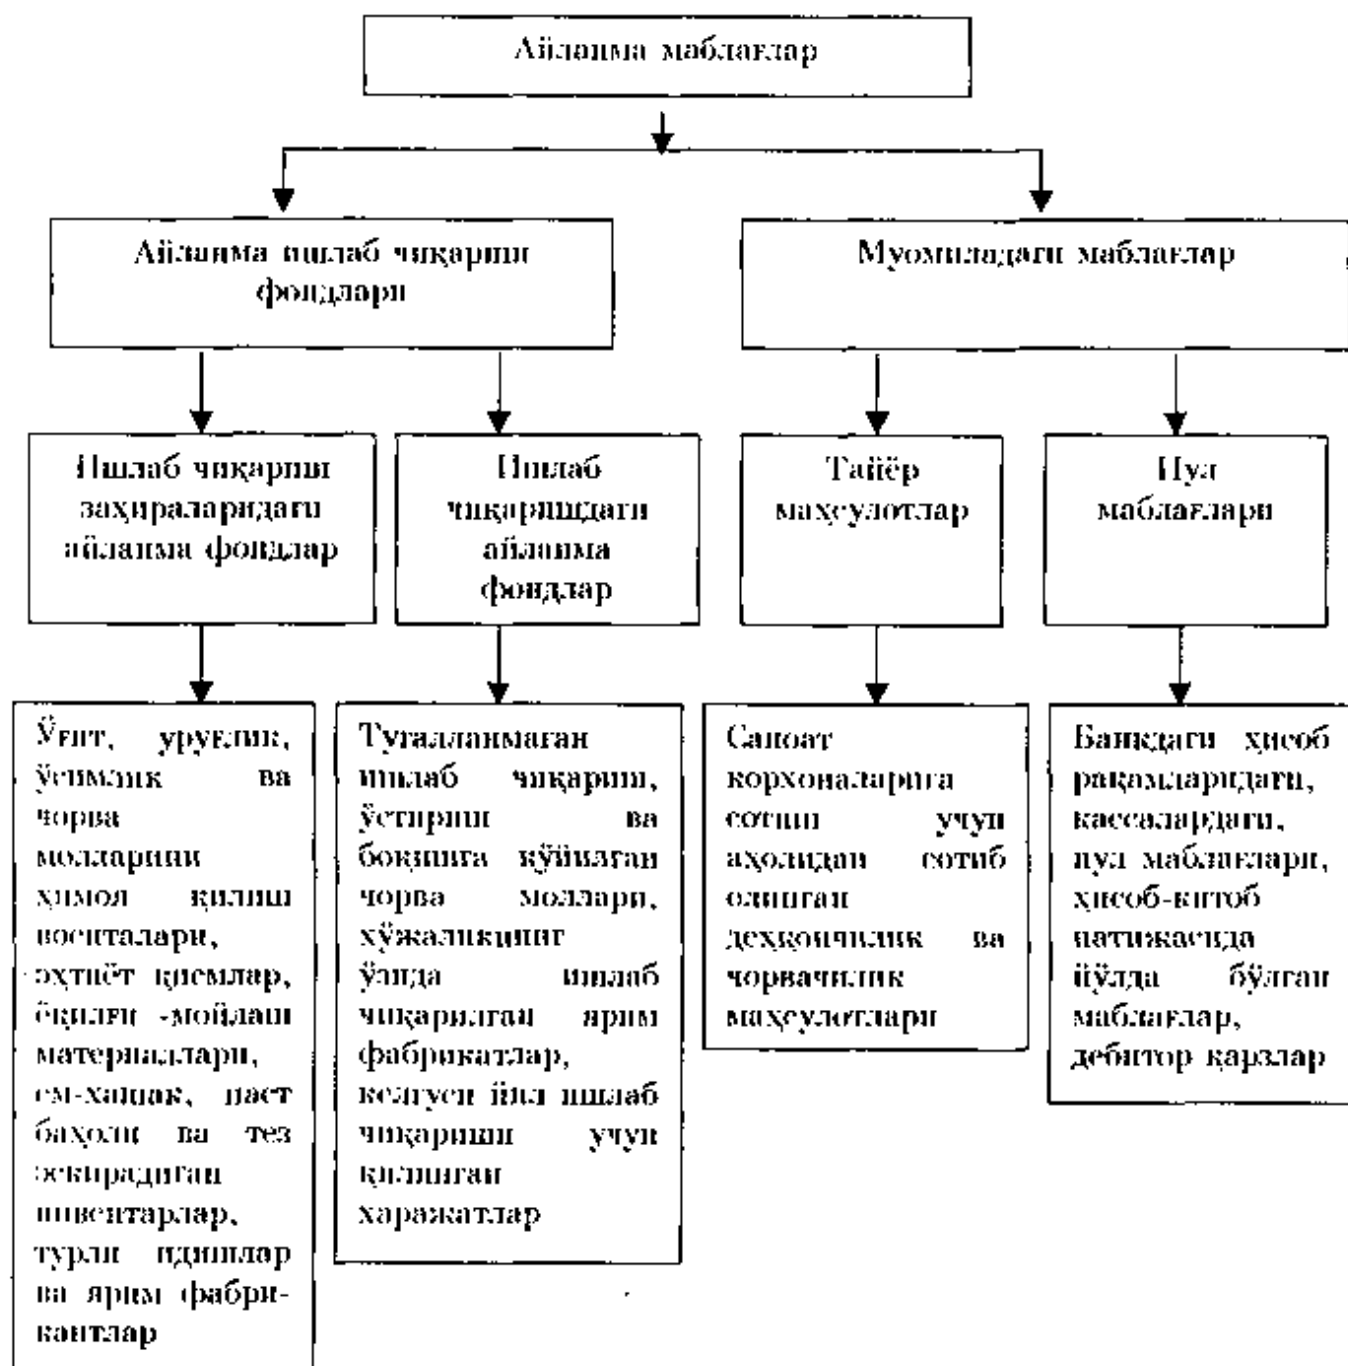 Айланма маблағлар
Айланма ишлаб чиқариш
фондлари
Муомиладаги маблағлар
Ишлаб чиқариш
заҳираларидаги
айланма фондлар
Ишлаб
чиқаришдаги
айланма
фондлар
Тайёр
маҳсулотлар
Пул
маблағлари
Ўғит, уруғлик,
ўсимлик ва
чорва
молларини
ҳимоя қилиш
воситалари,
эҳтиёт қисмлар,
ёқилғи -мойлаш
материаллари,
ем-хашак, паст
баҳоли ва тез
эскирадиган
инвентарлар,
турли идишлар
ва ярим фабри-
кантлар
Тугалланмаган
ишлаб чиқариш,
ўстириш ва
боқишга қўйилган
чорва моллари,
хўжаликнинг
ўзида ишлаб
чиқарилган ярим
фабрикатлар,
келгуси йил ишлаб
чиқариши учун
қилинган
харажатлар
Саноат
корхоналарига
сотиш учун
аҳолидан сотиб
олинган
деҳқончилик ва
чорвачилик
маҳсулотлари
Банкдаги ҳисоб
рақамларидаги,
кассалардаги,
пул маблағлари,
ҳисоб-китоб
натижасида
йўлда бўлган
маблағлар,
дебитор қарзлар